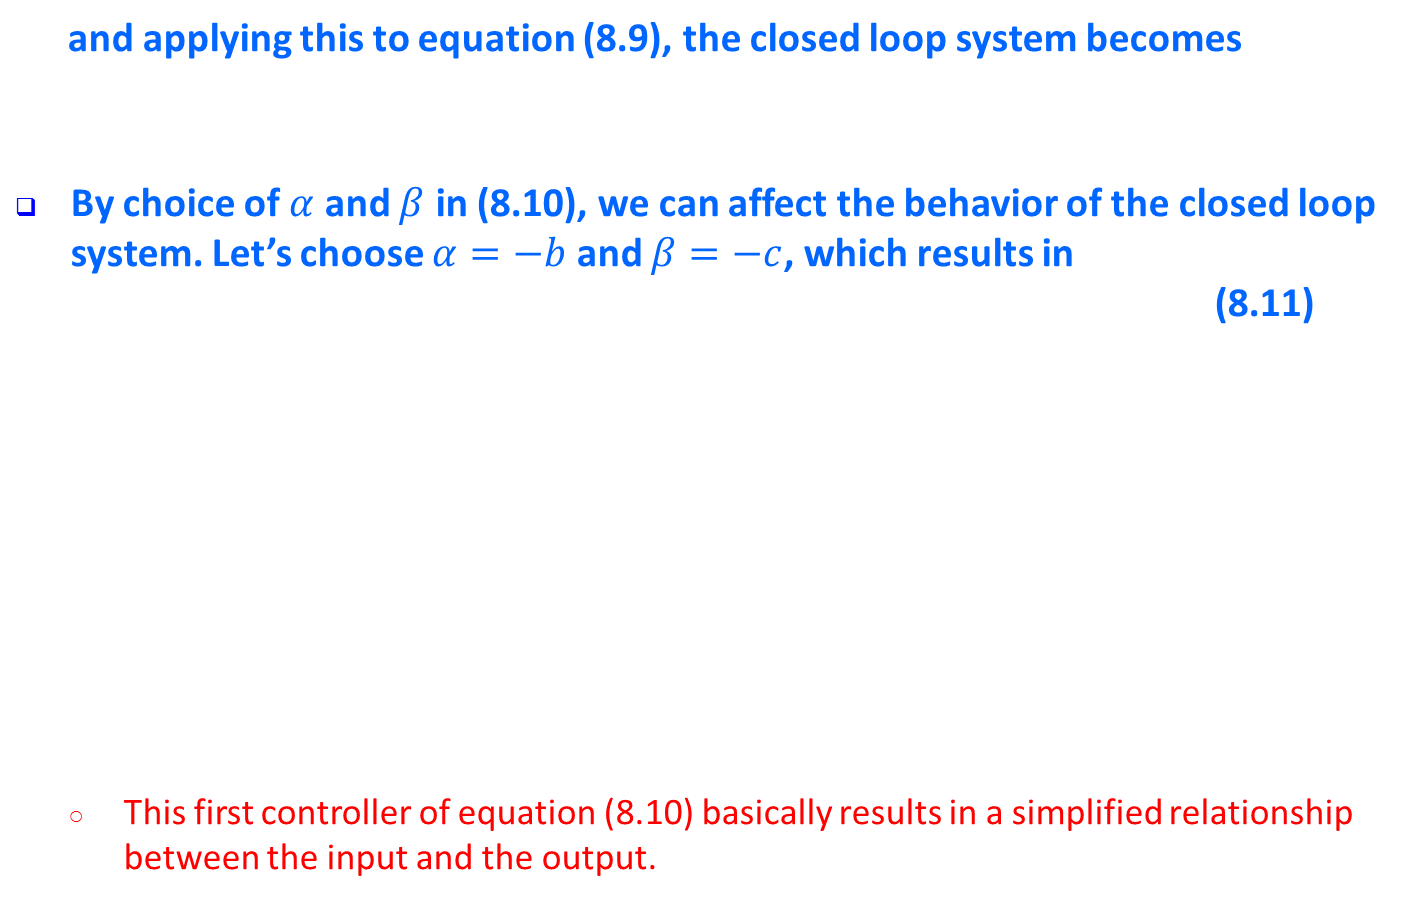 and applying this to equation (8.9), the closed loop system becomes
❑ By choice of 𝛼 and 𝛽 in (8.10), we can affect the behavior of the closed loop
system. Let’s choose 𝛼 = −𝑏 and 𝛽 = −𝑐, which results in
(8.11)
○ This first controller of equation (8.10) basically results in a simplified relationship
between the input and the output.